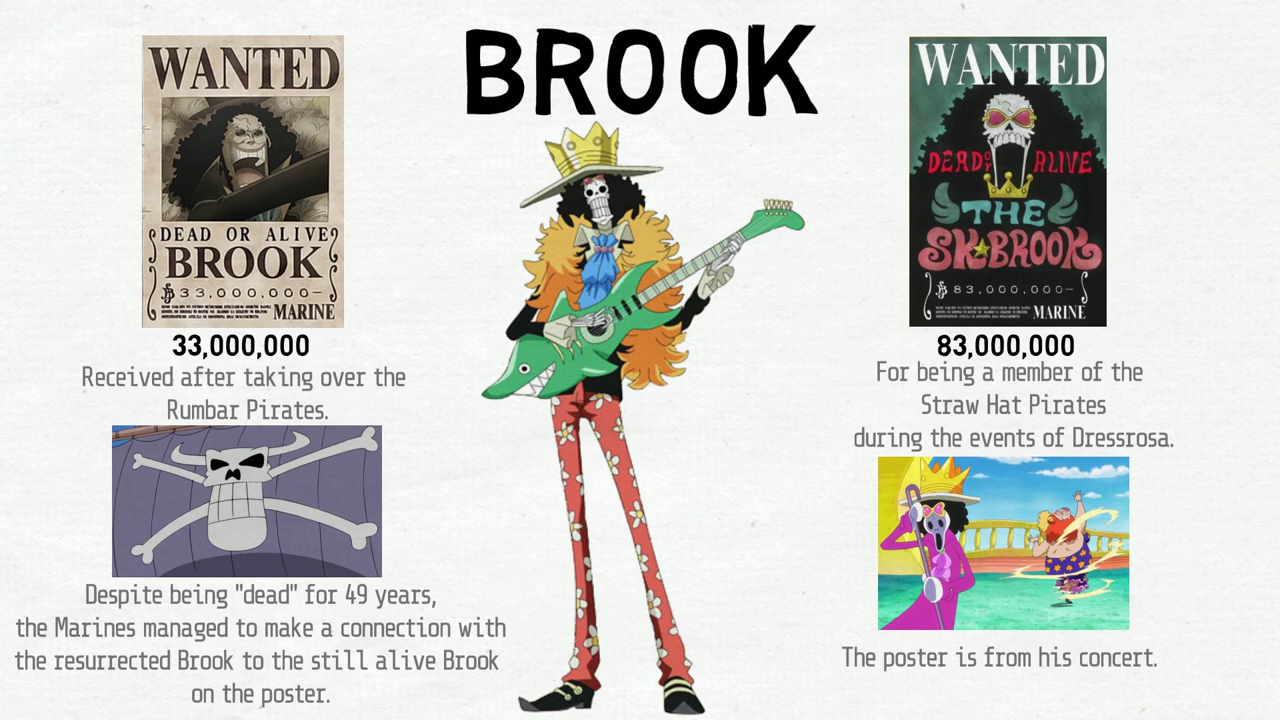 BROOK
WANTED
DEAD OR ALIVE
BROOK
33,000,000-
MARINE
33,000,000
Received after taking over the
Rumbar Pirates.
Despite being "dead" for 49 years,
the Marines managed to make a connection with
the resurrected Brook to the still alive Brook
on the poster.
WANTED
DEAD OR ALIVE
THE
SK★BROOK
83,000,000-
MARINE
83,000,000
For being a member of the
Straw Hat Pirates
during the events of Dressrosa.
The poster is from his concert.